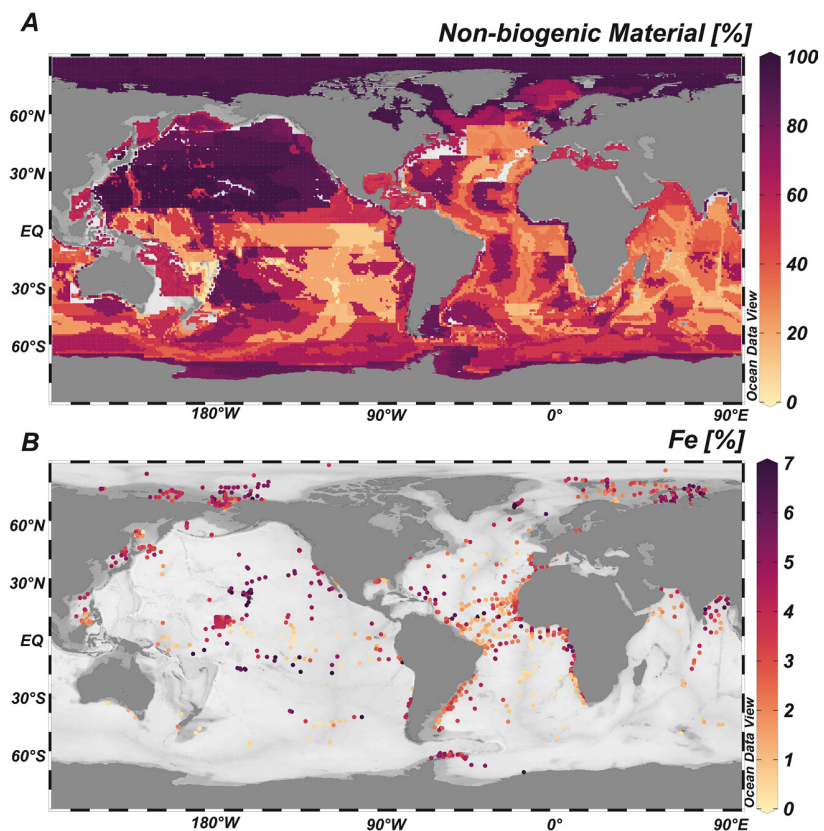 A
Non-biogenic Material [%]
100
60°N
80
30°N
60
EQ
40
30°S
20
60°S
Ocean Data View
0
180°W 90°W 0° 90°E
B
Fe [%]
7
6
60°N
5
30°N
4
EQ
3
30°S
2
60°S
1
Ocean Data View
0
180°W 90°W 0° 90°E